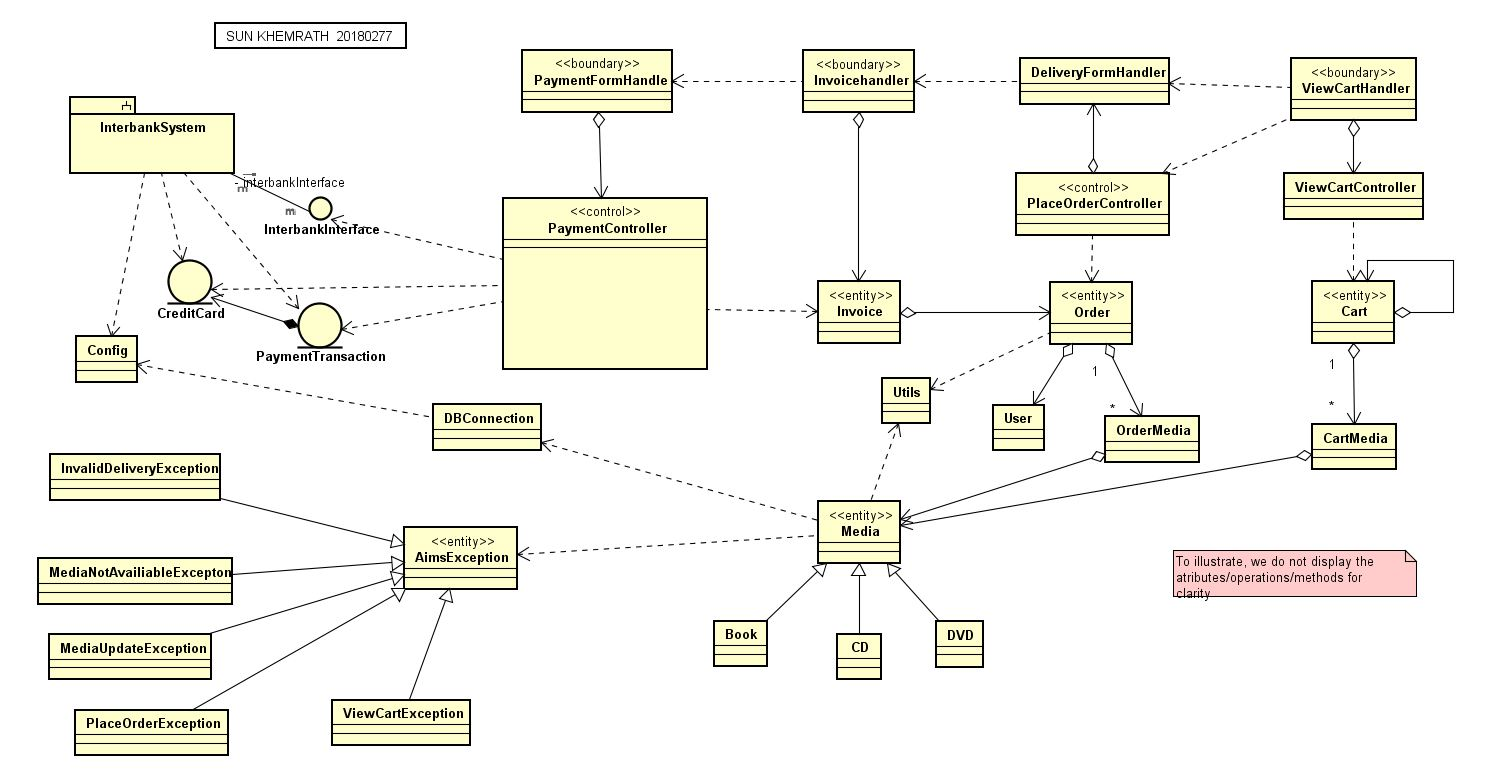 SUN KHEMRATH 20180277
<<boundary>>
PaymentFormHandle
<<boundary>>
Invoicehandler
DeliveryFormHandler
<<boundary>>
ViewCartHandler
InterbankSystem
- interbankInterface
InterbankInterface
<<control>>
PaymentController
<<control>>
PlaceOrderController
ViewCartController
CreditCard
PaymentTransaction
<<entity>>
Invoice
<<entity>>
Order
<<entity>>
Cart
Config
1
*
1
*
Utils
User
OrderMedia
CartMedia
DBConnection
InvalidDeliveryException
<<entity>>
AimsException
<<entity>>
Media
MediaNotAvailiableExcepton
To illustrate, we do not display the
atributes/operations/methods for
clarity
MediaUpdateException
Book
CD
DVD
PlaceOrderException
ViewCartException